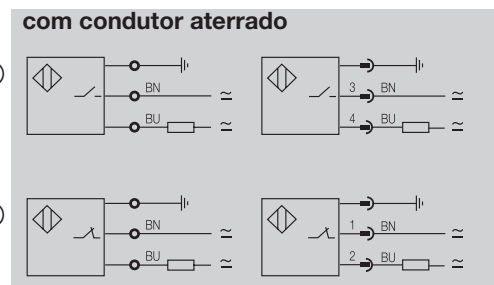 com condutor aterrado
BN ≃
BU ≃
3 BN ≃
4 BU ≃
BN ≃
BU ≃
1 BN ≃
2 BU ≃